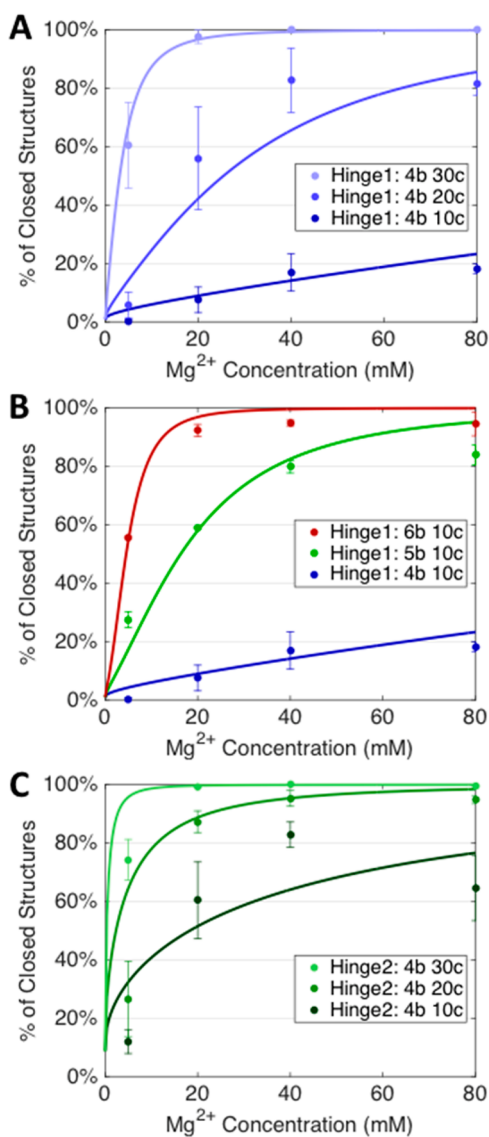 A
100%
80%
60%
40%
20%
0%
% of Closed Structures
Hinge1: 4b 30c
Hinge1: 4b 20c
Hinge1: 4b 10c
0 20 40 60 80
Mg2+ Concentration (mM)
B
100%
80%
60%
40%
20%
0%
% of Closed Structures
Hinge1: 6b 10c
Hinge1: 5b 10c
Hinge1: 4b 10c
0 20 40 60 80
Mg2+ Concentration (mM)
C
100%
80%
60%
40%
20%
0%
% of Closed Structures
Hinge2: 4b 30c
Hinge2: 4b 20c
Hinge2: 4b 10c
0 20 40 60 80
Mg2+ Concentration (mM)